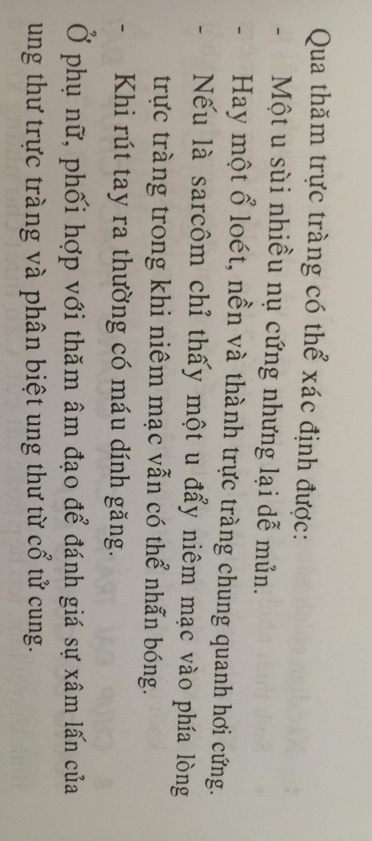 Qua thăm trực tràng có thể xác định được:
- Một u sùi nhiều nụ cứng nhưng lại dễ mủn.
- Hay một ổ loét, nền và thành trực tràng chung quanh hơi cứng.
- Nếu là sarcôm chỉ thấy một u đẩy niêm mạc vào phía lòng
trực tràng trong khi niêm mạc vẫn có thể nhẵn bóng.
- Khi rút tay ra thường có máu dính găng.
Ở phụ nữ, phối hợp với thăm âm đạo để đánh giá sự xâm lấn của
ung thư trực tràng và phân biệt ung thư từ cổ tử cung.